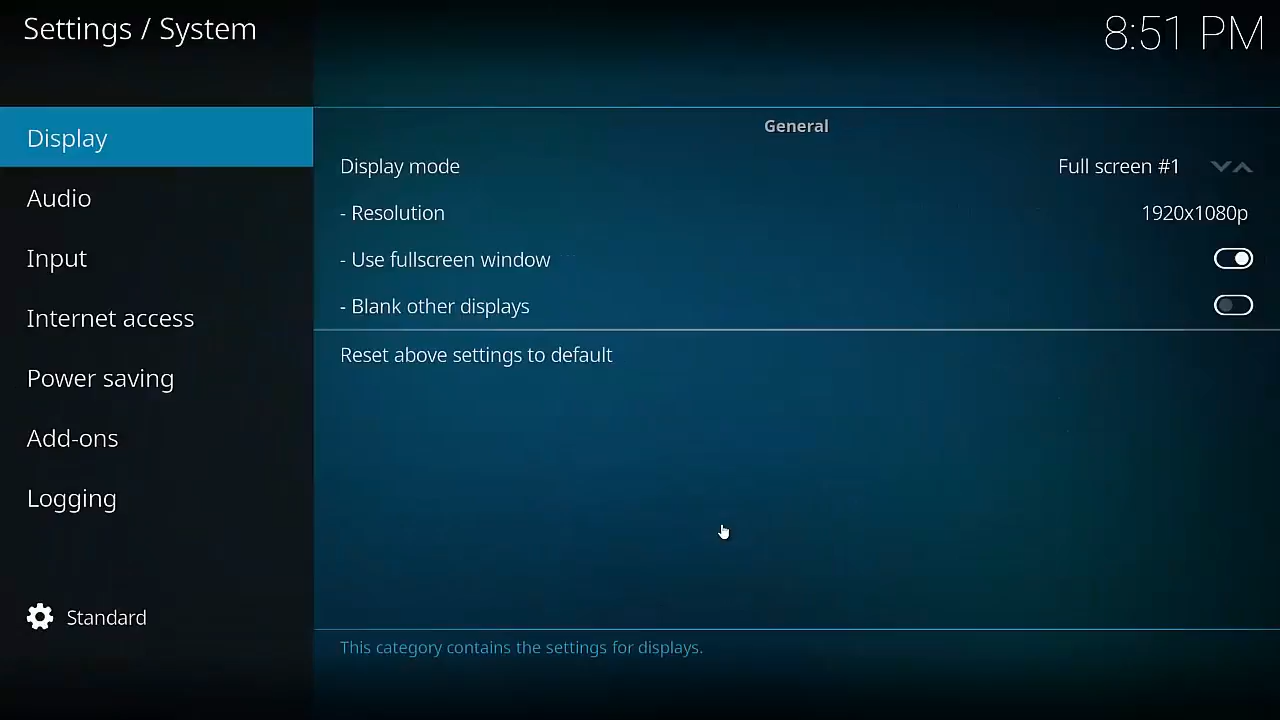 Settings / System
8:51 PM
Display
Audio
Input
Internet access
Power saving
Add-ons
Logging
Standard
General
Display mode
Full screen #1
- Resolution
1920x1080p
- Use fullscreen window
- Blank other displays
Reset above settings to default
This category contains the settings for displays.